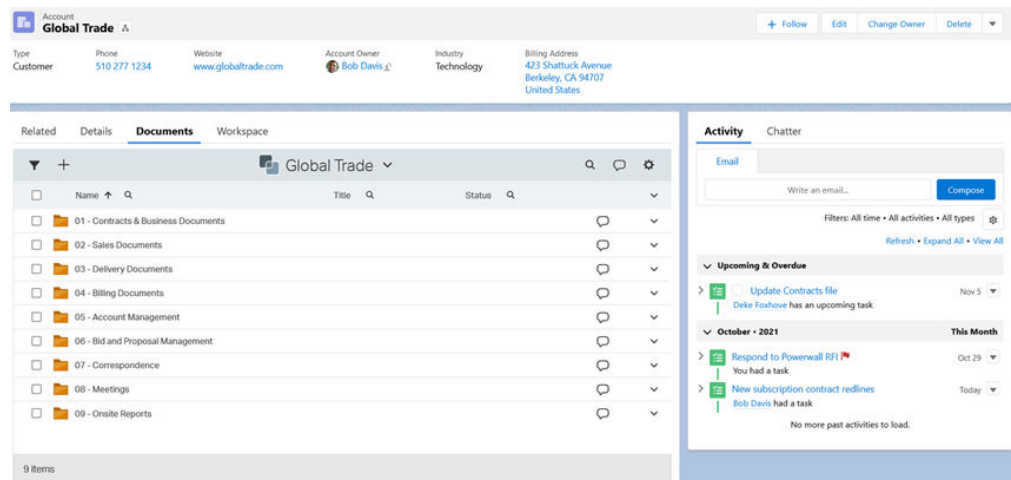 Account
Global Trade
+ Follow Edit Change Owner Delete
Type Phone Website Account Owner Industry Billing Address
Customer 510 277 1234 www.globaltrade.com Bob Davis Technology 423 Shattuck Avenue
Berkeley, CA 94707
United States
Related Details Documents Workspace
Global Trade
Name Title Status
01 - Contracts & Business Documents
02 - Sales Documents
03 - Delivery Documents
04 - Billing Documents
05 - Account Management
06 - Bid and Proposal Management
07 - Correspondence
08 - Meetings
09 - Onsite Reports
9 items
Activity Chatter
Email
Write an email... Compose
Filters: All time • All activities • All types
Refresh • Expand All • View All
Upcoming & Overdue
Update Contracts file Nov 5
Deke Foxhove has an upcoming task
October • 2021 This Month
Respond to Powerwall RFI Oct 29
You had a task
New subscription contract redlines Today
Bob Davis had a task
No more past activities to load.